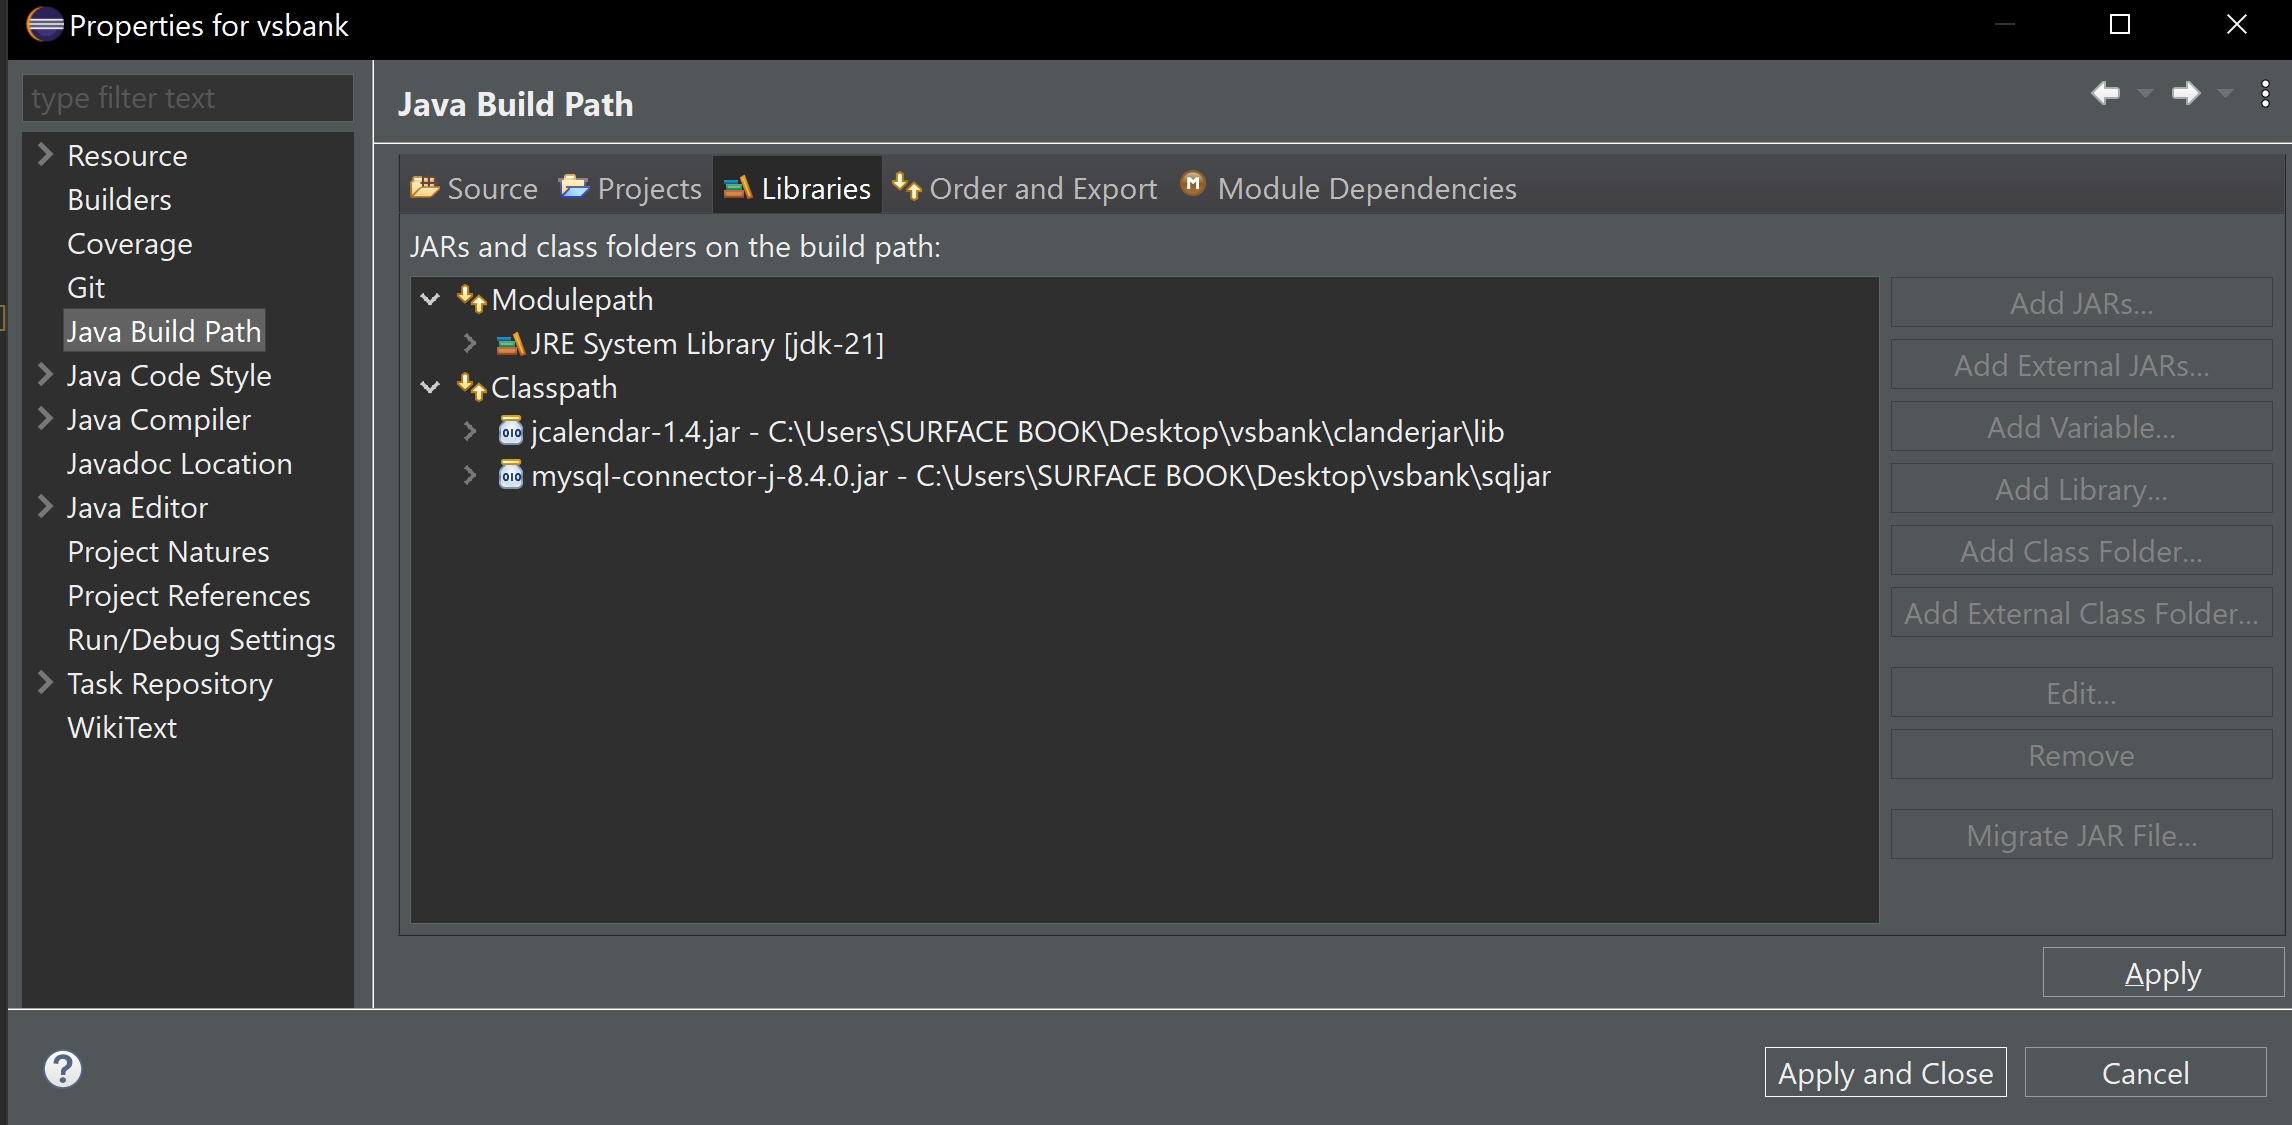 Properties for vsbank
type filter text
Resource
Builders
Coverage
Git
Java Build Path
Java Code Style
Java Compiler
Javadoc Location
Java Editor
Project Natures
Project References
Run/Debug Settings
Task Repository
WikiText
Java Build Path
Source Projects Libraries Order and Export M Module Dependencies
JARs and class folders on the build path:
Modulepath
JRE System Library [jdk-21]
Classpath
010 jcalendar-1.4.jar - C:\Users\SURFACE BOOK\Desktop\vsbank\clanderjar\lib
010 mysql-connector-j-8.4.0.jar - C:\Users\SURFACE BOOK\Desktop\vsbank\sqljar
Add JARs...
Add External JARs...
Add Variable...
Add Library...
Add Class Folder...
Add External Class Folder...
Edit...
Remove
Migrate JAR File...
Apply
?
Apply and Close
Cancel